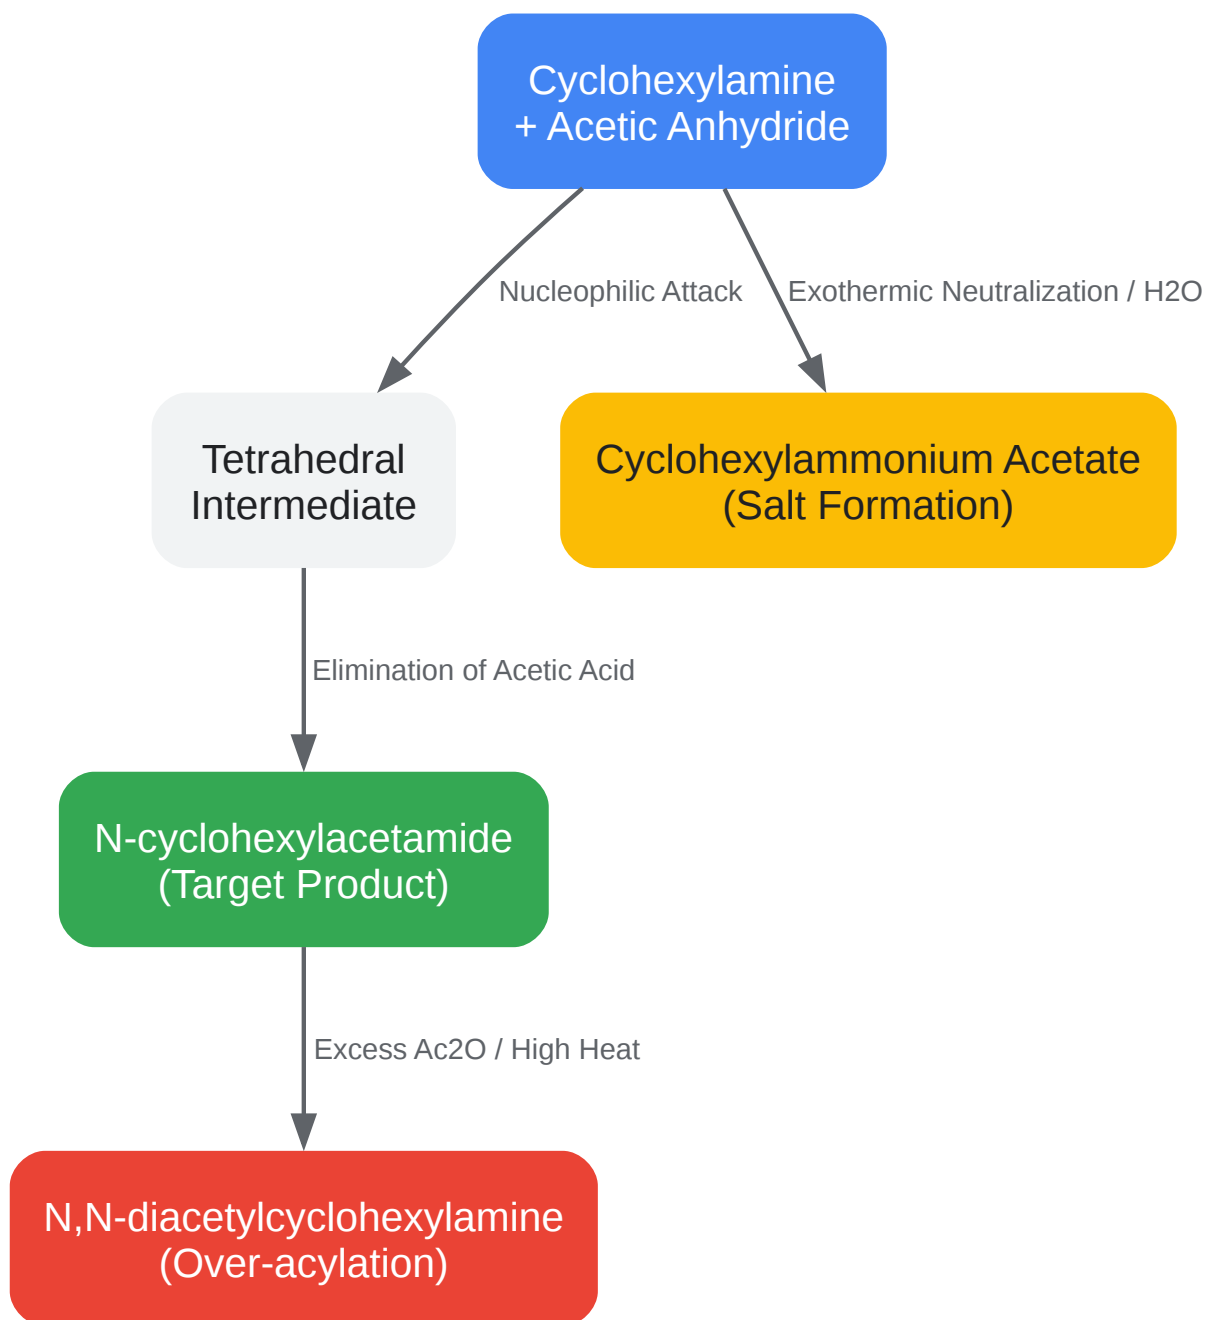 Cyclohexylamine
+ Acetic Anhydride
Nucleophilic Attack
Exothermic Neutralization / H2O
Tetrahedral
Intermediate
Cyclohexylammonium Acetate
(Salt Formation)
Elimination of Acetic Acid
N-cyclohexylacetamide
(Target Product)
Excess Ac2O / High Heat
N,N-diacetylcyclohexylamine
(Over-acylation)